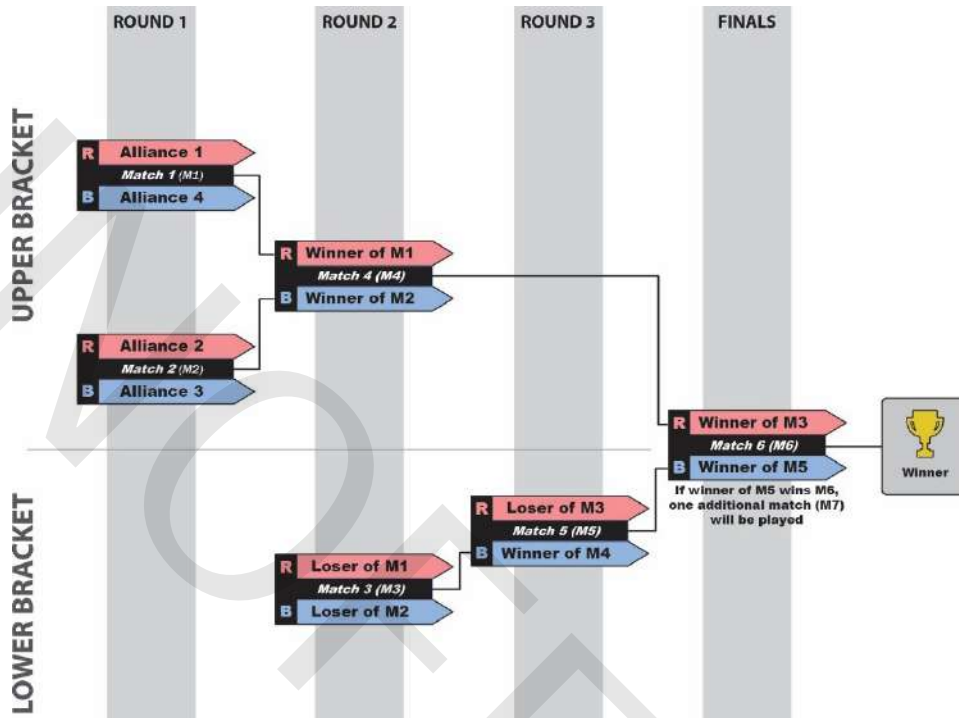 ROUND 1
ROUND 2
ROUND 3
FINALS
UPPER BRACKET
R Alliance 1
Match 1 (M1)
B Alliance 4
R Winner of M1
Match 4 (M4)
B Winner of M2
R Alliance 2
Match 2 (M2)
B Alliance 3
R Winner of M3
Match 6 (M6)
B Winner of M5
If winner of M5 wins M6,
one additional match (M7)
will be played
Winner
LOWER BRACKET
R Loser of M3
Match 5 (M5)
B Winner of M4
R Loser of M1
Match 3 (M3)
B Loser of M2